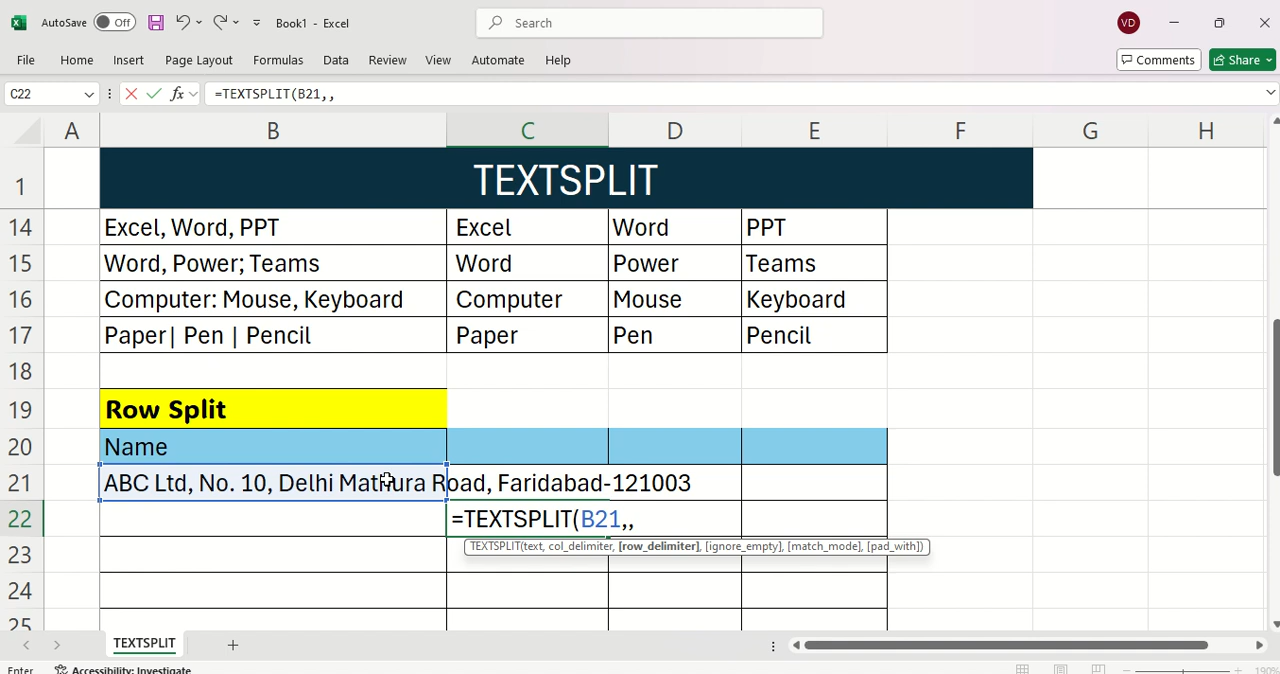 AutoSave Off Book1 - Excel Search VD
File Home Insert Page Layout Formulas Data Review View Automate Help Comments Share
C22 fx =TEXTSPLIT(B21,,
A B C D E F G H
1 TEXTSPLIT
14 Excel, Word, PPT Excel Word PPT
15 Word, Power; Teams Word Power Teams
16 Computer: Mouse, Keyboard Computer Mouse Keyboard
17 Paper| Pen | Pencil Paper Pen Pencil
18
19 Row Split
20 Name
21 ABC Ltd, No. 10, Delhi Mathura Road, Faridabad-121003
22 =TEXTSPLIT(B21,,
TEXTSPLIT(text, col_delimiter, [row_delimiter], [ignore_empty], [match_mode], [pad_with])
23
24
25
TEXTSPLIT
Enter Accessibility: Investigate 190%